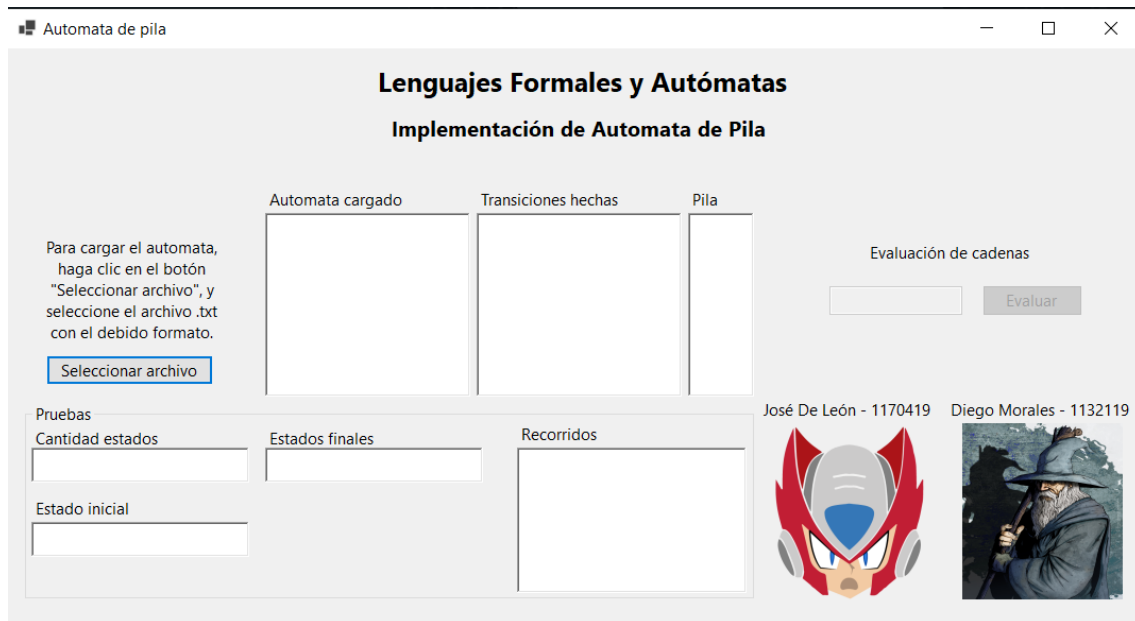 Automata de pila
Lenguajes Formales y Autómatas
Implementación de Automata de Pila
Automata cargado
Transiciones hechas
Pila
Para cargar el automata,
haga clic en el botón
"Seleccionar archivo", y
seleccione el archivo .txt
con el debido formato.
Seleccionar archivo
Evaluación de cadenas
Evaluar
Pruebas
Cantidad estados
Estados finales
Recorridos
Estado inicial
José De León - 1170419
Diego Morales - 1132119